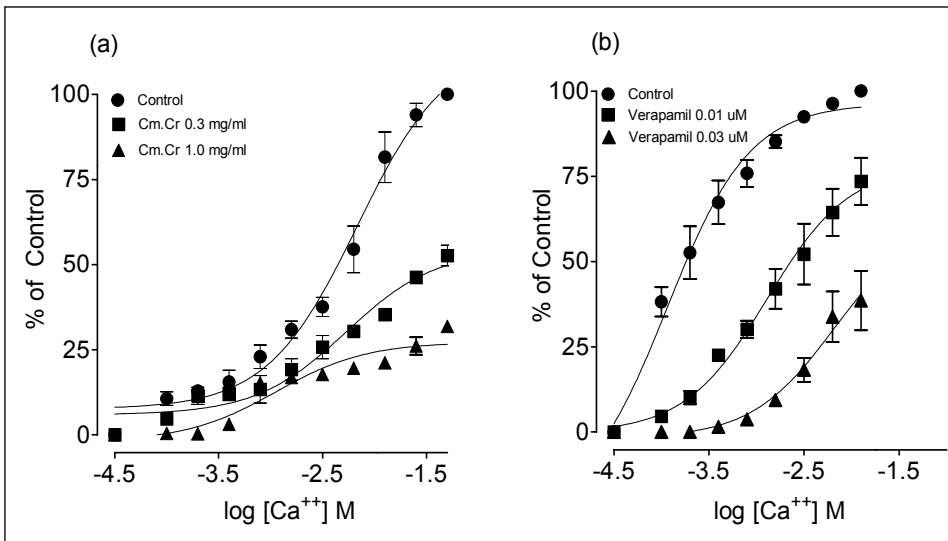 (a)
Control
Cm.Cr 0.3 mg/ml
Cm.Cr 1.0 mg/ml
% of Control
100
75
50
25
0
-4.5
-3.5
-2.5
-1.5
log [Ca⁺⁺] M
(b)
Control
Verapamil 0.01 uM
Verapamil 0.03 uM
% of Control
100
75
50
25
0
-4.5
-3.5
-2.5
-1.5
log [Ca⁺⁺] M